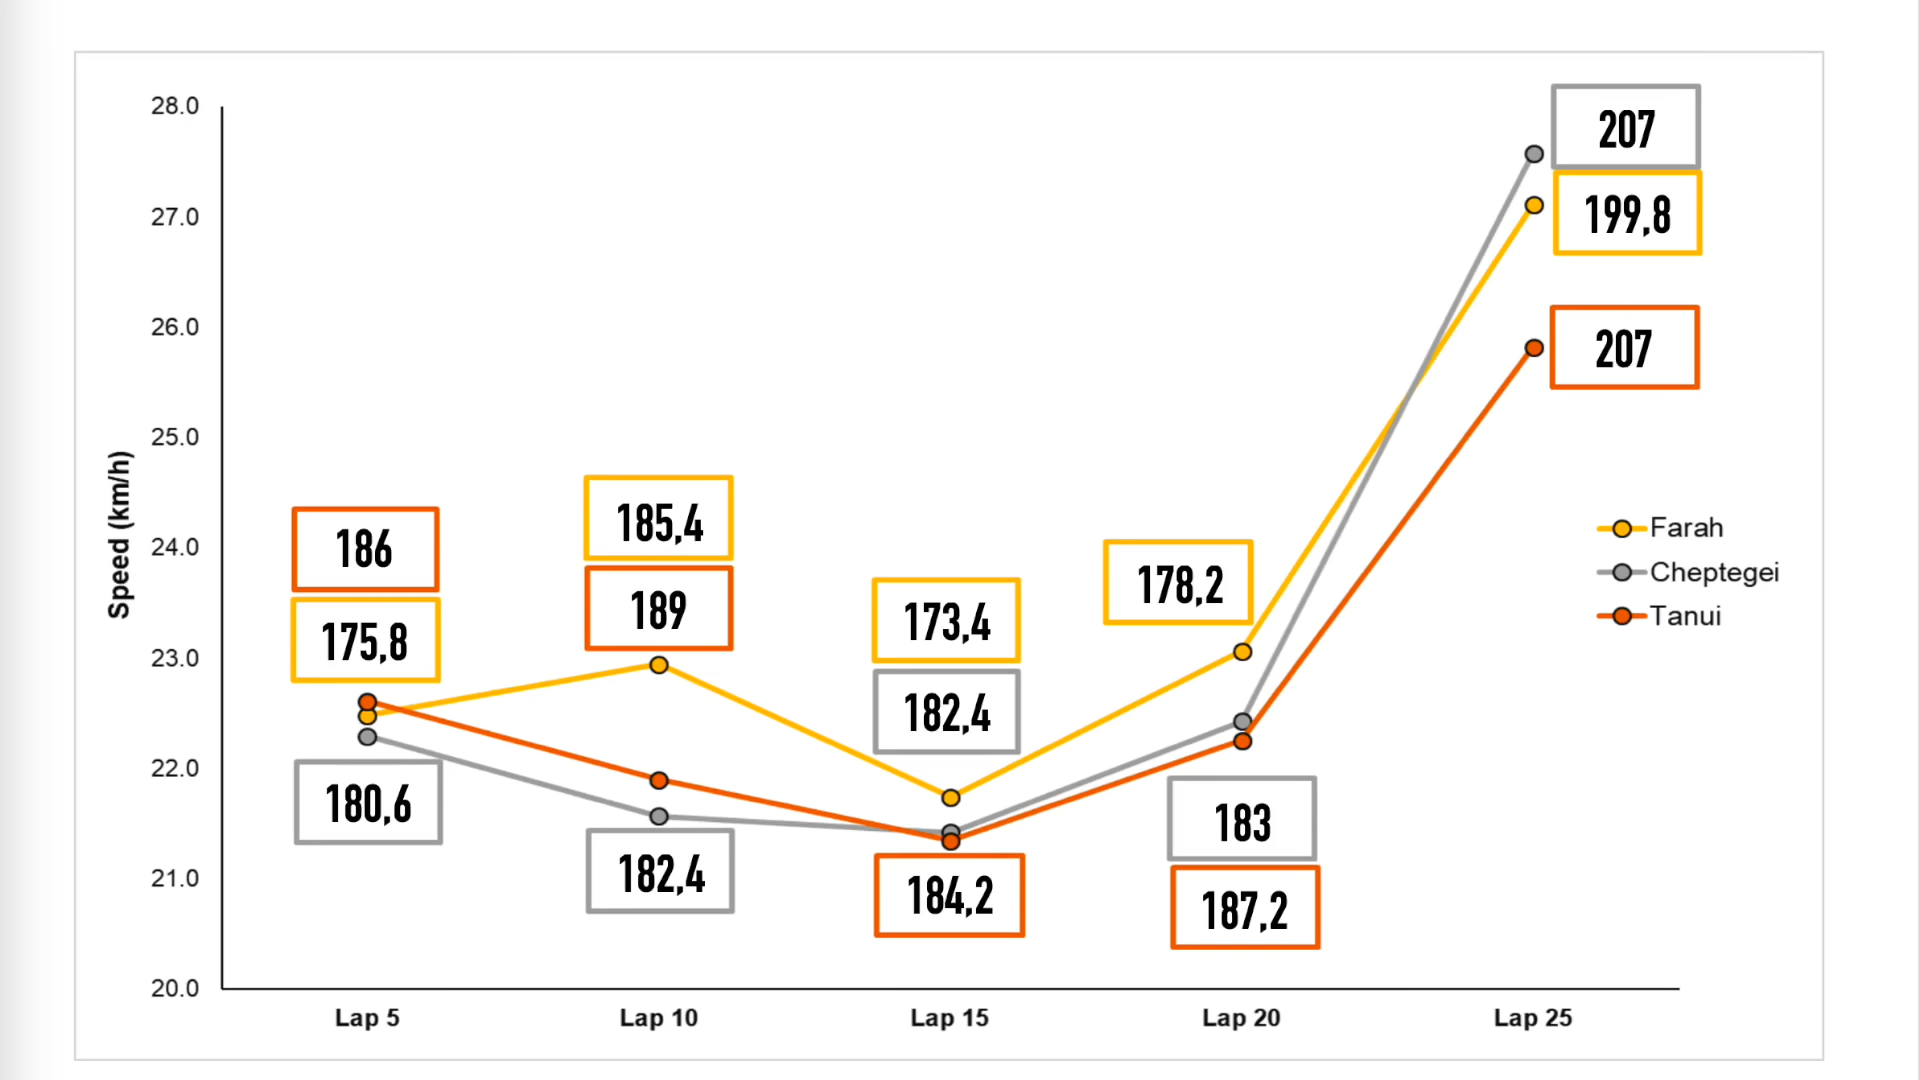 28.0
27.0
26.0
25.0
24.0
23.0
22.0
21.0
20.0
Speed (km/h)
Lap 5
Lap 10
Lap 15
Lap 20
Lap 25
186
175,8
180,6
185,4
189
182,4
173,4
182,4
184,2
178,2
183
187,2
207
199,8
207
Farah
Cheptegei
Tanui